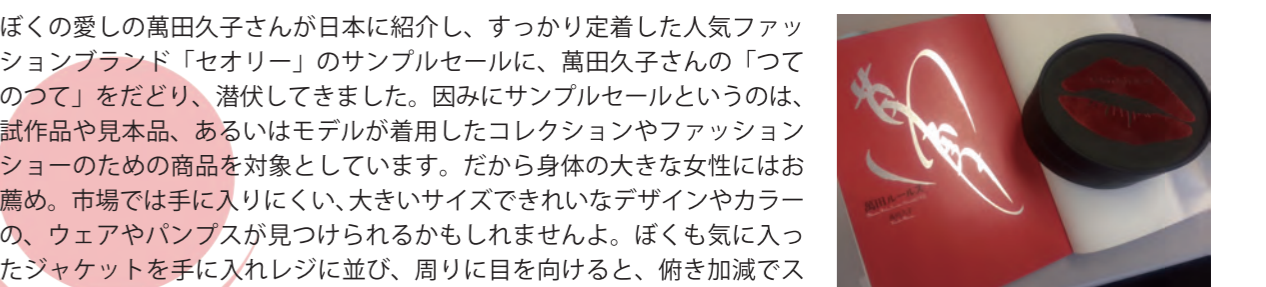 ぼくの愛しの萬田久子さんが日本に紹介し、すっかり定着した人気ファッ
ションブランド「セオリー」のサンプルセールに、萬田久子さんの「つて
のつて」をだどり、潜伏してきました。因みにサンプルセールというのは、
試作品や見本品、あるいはモデルが着用したコレクションやファッション
ショーのための商品を対象としています。だから身体の大きな女性にはお
薦め。市場では手に入りにくい、大きいサイズできれいなデザインやカラー
の、ウェアやパンプスが見つけられるかもしれませんよ。ぼくも気に入っ
たジャケットを手に入れレジに並び、周りに目を向けると、俯き加減でス
萬田ルールズ